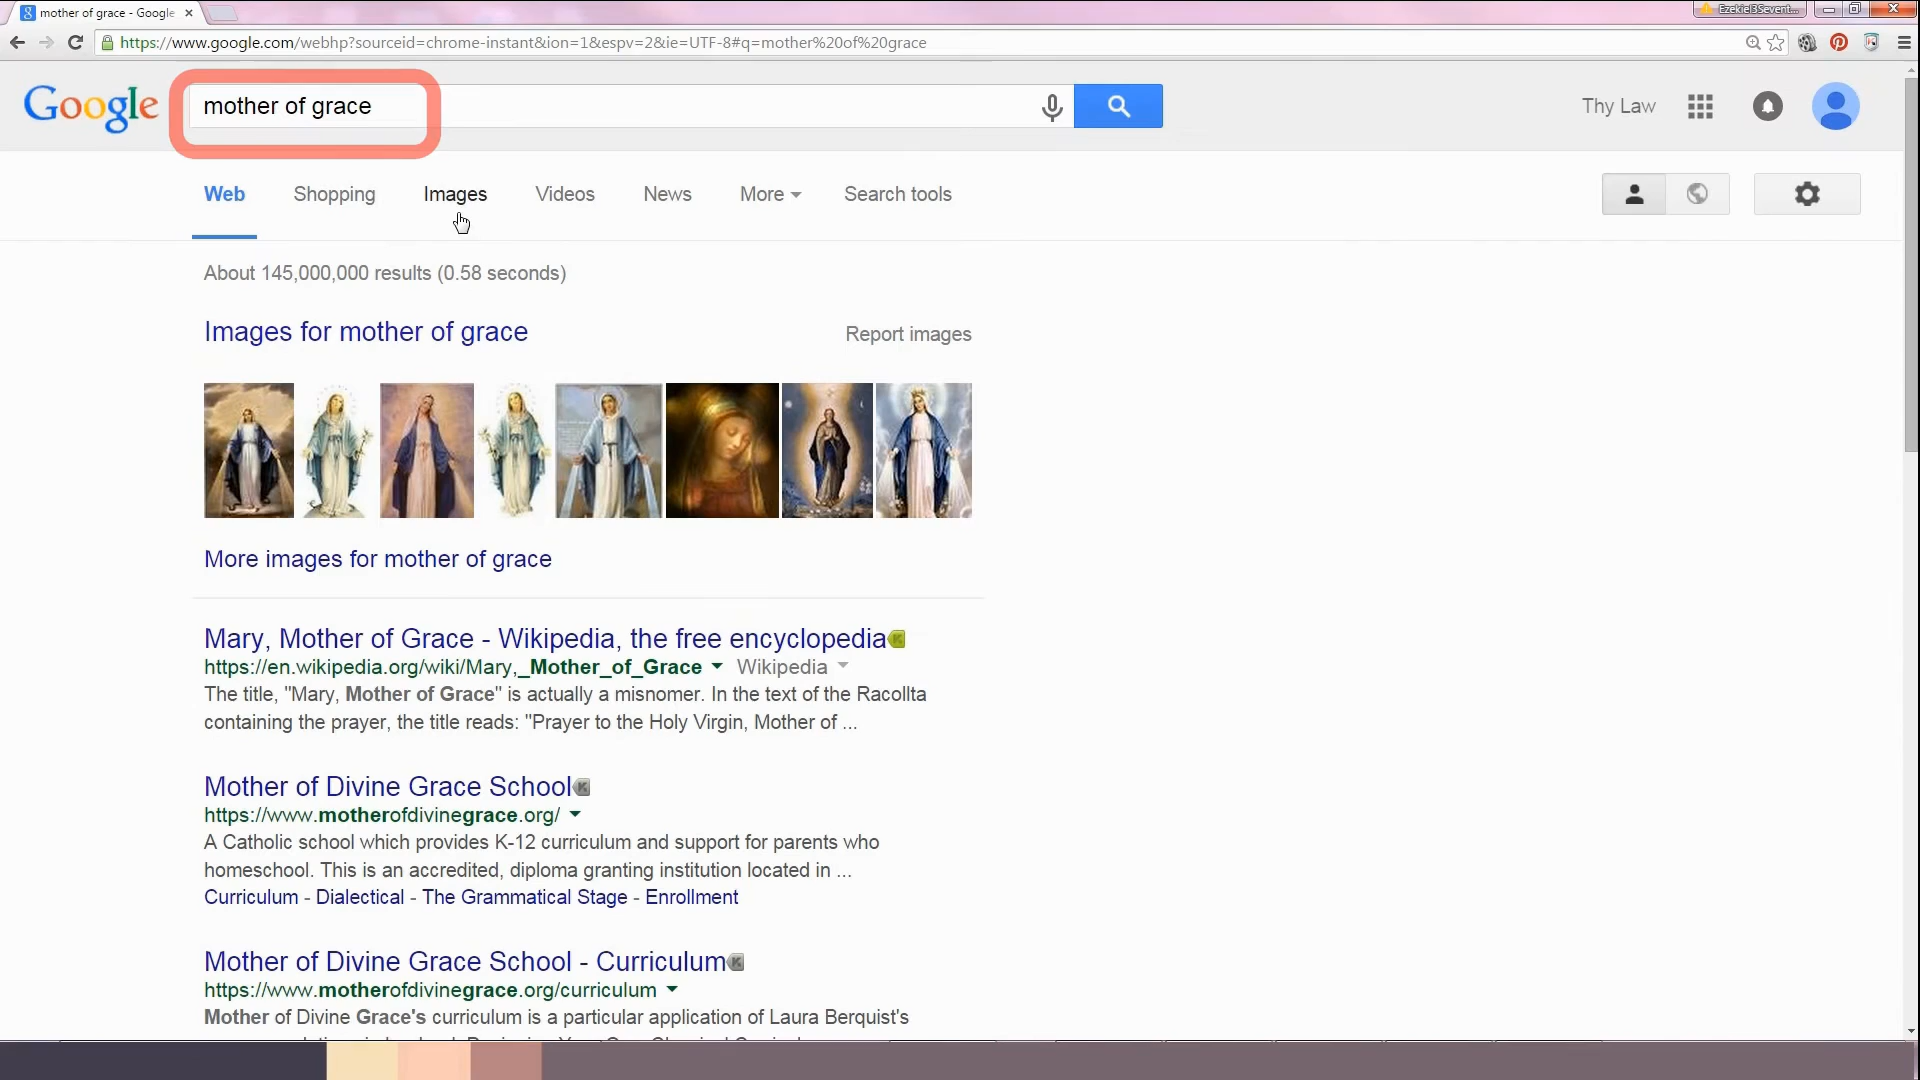 mother of grace - Google
Ezekiel3Sevent...
https://www.google.com/webhp?sourceid=chrome-instant&ion=1&espv=2&ie=UTF-8#q=mother%20of%20grace
Google
mother of grace
Thy Law
Web Shopping Images Videos News More Search tools
About 145,000,000 results (0.58 seconds)
Images for mother of grace
Report images
More images for mother of grace
Mary, Mother of Grace - Wikipedia, the free encyclopedia
https://en.wikipedia.org/wiki/Mary,_Mother_of_Grace Wikipedia
The title, "Mary, Mother of Grace" is actually a misnomer. In the text of the Racollta
containing the prayer, the title reads: "Prayer to the Holy Virgin, Mother of ...
Mother of Divine Grace School
https://www.motherofdivinegrace.org/
A Catholic school which provides K-12 curriculum and support for parents who
homeschool. This is an accredited, diploma granting institution located in ...
Curriculum - Dialectical - The Grammatical Stage - Enrollment
Mother of Divine Grace School - Curriculum
https://www.motherofdivinegrace.org/curriculum
Mother of Divine Grace's curriculum is a particular application of Laura Berquist's